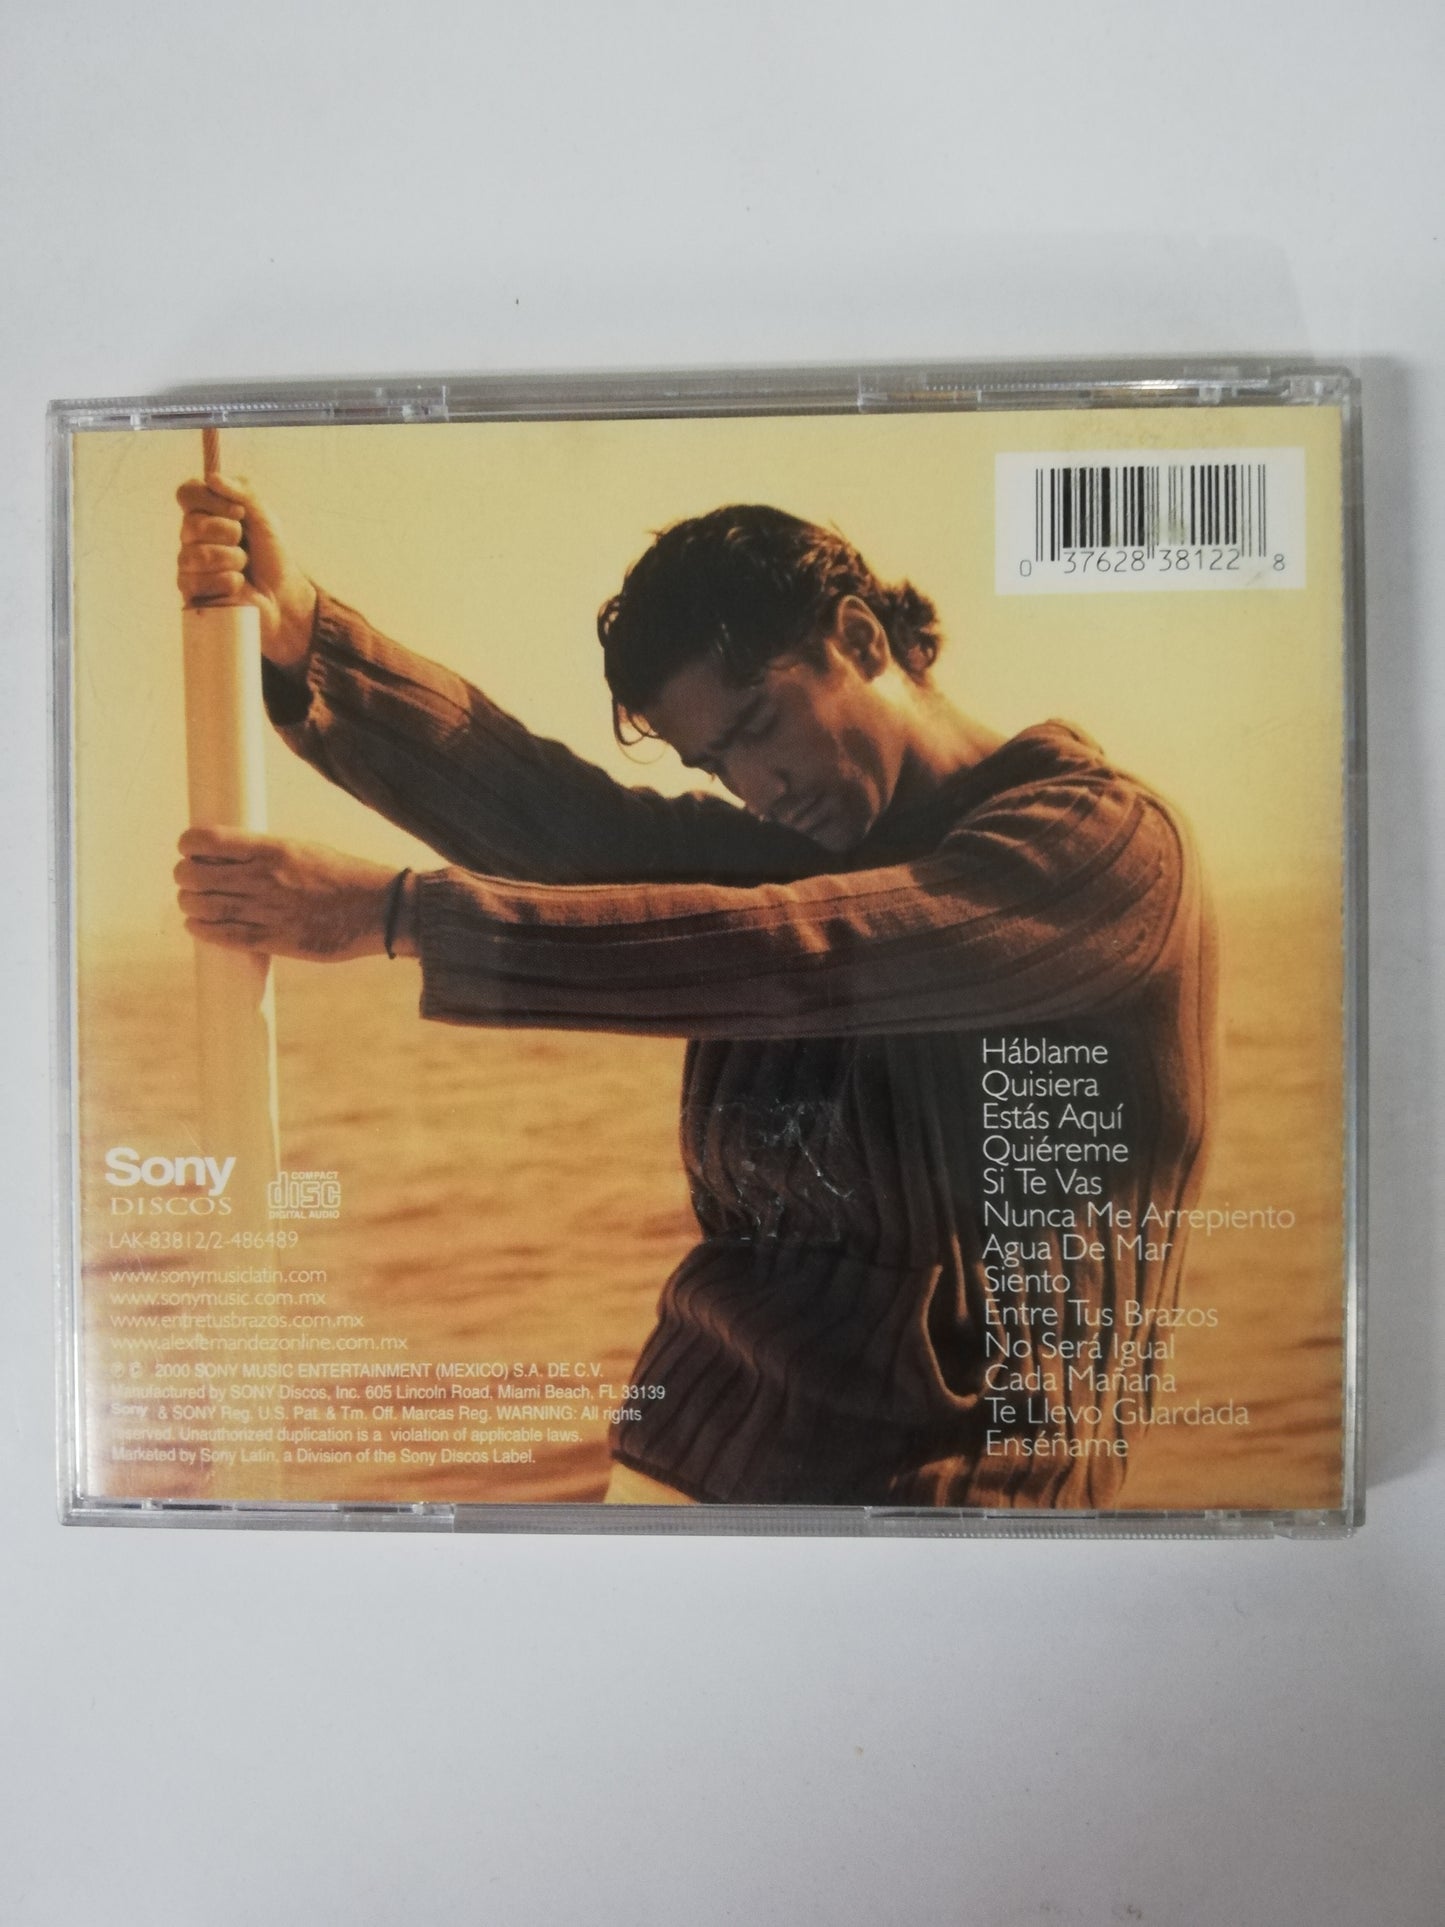 0 37628 38122 8
Háblame
Quisiera
Estás Aquí
Quiéreme
Si Te Vas
Nunca Me Arrepiento
Agua De Mar
Siento
Entre Tus Brazos
No Será Igual
Cada Mañana
Te Llevo Guardada
Enséñame
Sony
DISCOS
COMPACT
disc
DIGITAL AUDIO
LAK-83812/2-486489
www.sonymusiclatin.com
www.sonymusic.com.mx
www.entretusbrazos.com.mx
www.alexfernandezonline.com.mx
℗ © 2000 SONY MUSIC ENTERTAINMENT (MEXICO) S.A. DE C.V.
Manufactured by SONY Discos, Inc. 605 Lincoln Road, Miami Beach, FL 33139
Sony & SONY Reg. U.S. Pat. & Tm. Off. Marcas Reg. WARNING: All rights
reserved. Unauthorized duplication is a violation of applicable laws.
Marketed by Sony Latin, a Division of the Sony Discos Label.